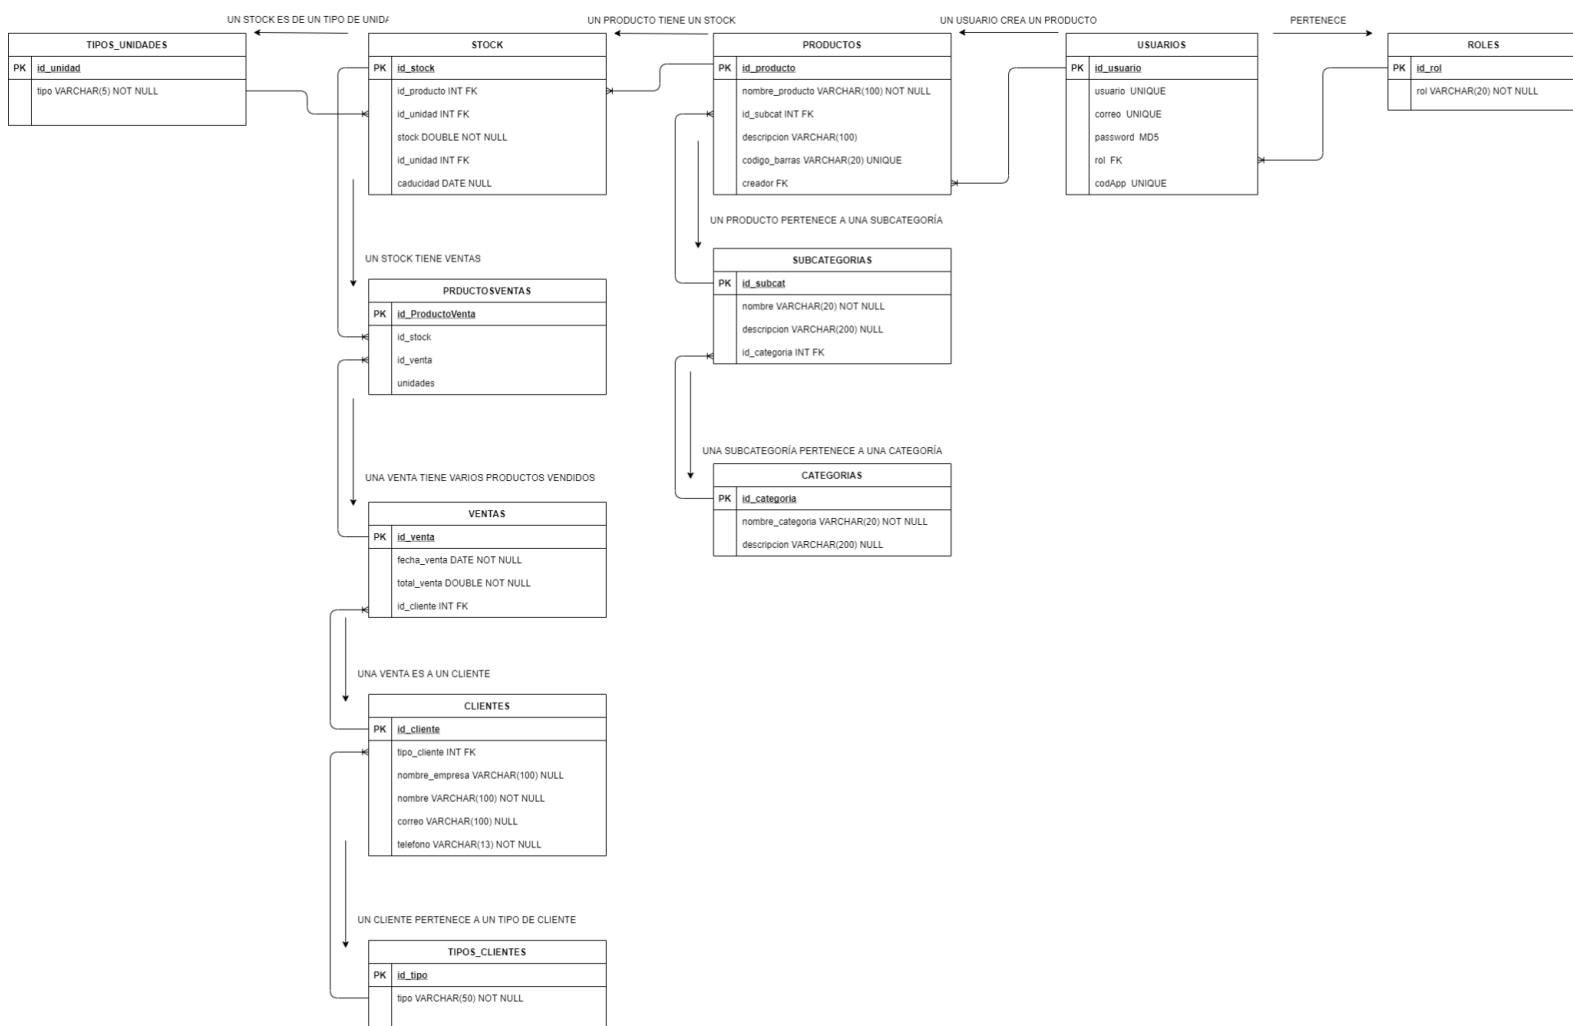 UN STOCK ES DE UN TIPO DE UNIDA
UN PRODUCTO TIENE UN STOCK
UN USUARIO CREA UN PRODUCTO
PERTENECE
TIPOS_UNIDADES
PK id_unidad
tipo VARCHAR(5) NOT NULL
STOCK
PK id_stock
id_producto INT FK
id_unidad INT FK
stock DOUBLE NOT NULL
id_unidad INT FK
caducidad DATE NULL
PRODUCTOS
PK id_producto
nombre_producto VARCHAR(100) NOT NULL
id_subcat INT FK
descripcion VARCHAR(100)
codigo_barras VARCHAR(20) UNIQUE
creador FK
USUARIOS
PK id_usuario
usuario UNIQUE
correo UNIQUE
password MD5
rol FK
codApp UNIQUE
ROLES
PK id_rol
rol VARCHAR(20) NOT NULL
UN PRODUCTO PERTENECE A UNA SUBCATEGORÍA
UN STOCK TIENE VENTAS
SUBCATEGORIAS
PK id_subcat
nombre VARCHAR(20) NOT NULL
descripcion VARCHAR(200) NULL
id_categoria INT FK
PRDUCTOSVENTAS
PK id_ProductoVenta
id_stock
id_venta
unidades
UNA SUBCATEGORÍA PERTENECE A UNA CATEGORÍA
CATEGORIAS
PK id_categoria
nombre_categoria VARCHAR(20) NOT NULL
descripcion VARCHAR(200) NULL
UNA VENTA TIENE VARIOS PRODUCTOS VENDIDOS
VENTAS
PK id_venta
fecha_venta DATE NOT NULL
total_venta DOUBLE NOT NULL
id_cliente INT FK
UNA VENTA ES A UN CLIENTE
CLIENTES
PK id_cliente
tipo_cliente INT FK
nombre_empresa VARCHAR(100) NULL
nombre VARCHAR(100) NOT NULL
correo VARCHAR(100) NULL
telefono VARCHAR(13) NOT NULL
UN CLIENTE PERTENECE A UN TIPO DE CLIENTE
TIPOS_CLIENTES
PK id_tipo
tipo VARCHAR(50) NOT NULL